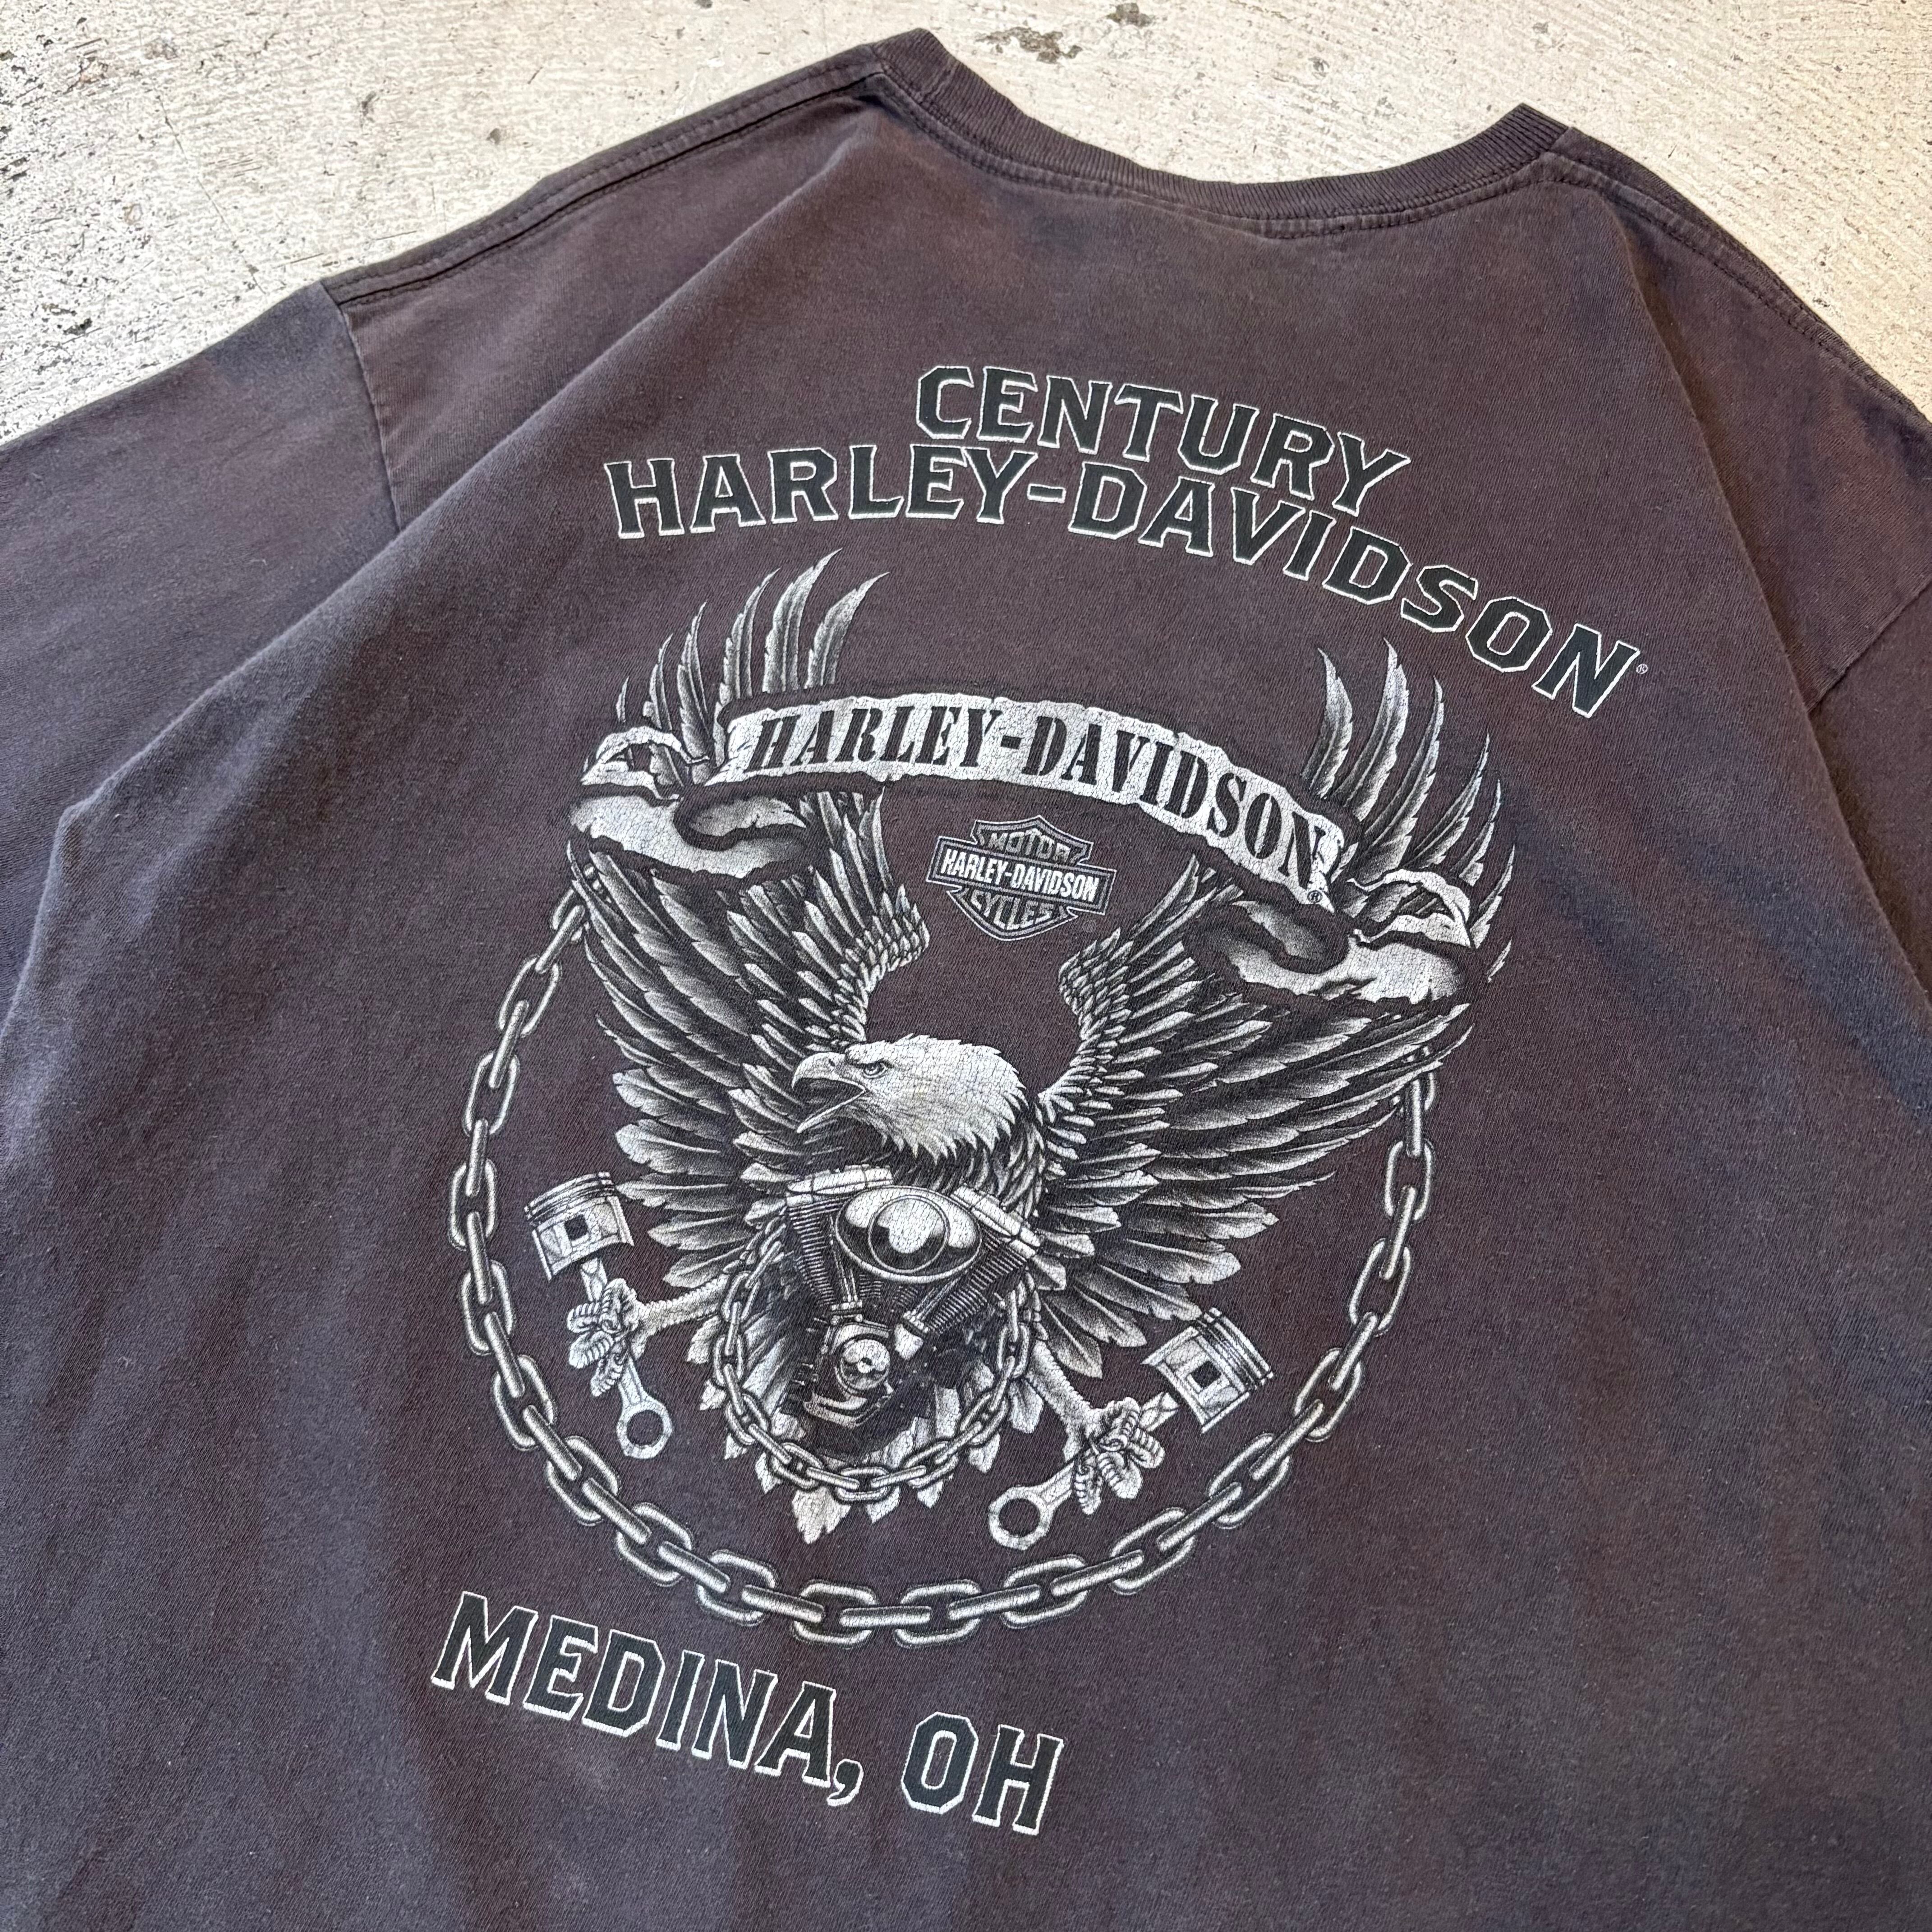 CENTURY
HARLEY-DAVIDSON®
HARLEY-DAVIDSON®
MOTOR
HARLEY-DAVIDSON
CYCLES
MEDINA, OH